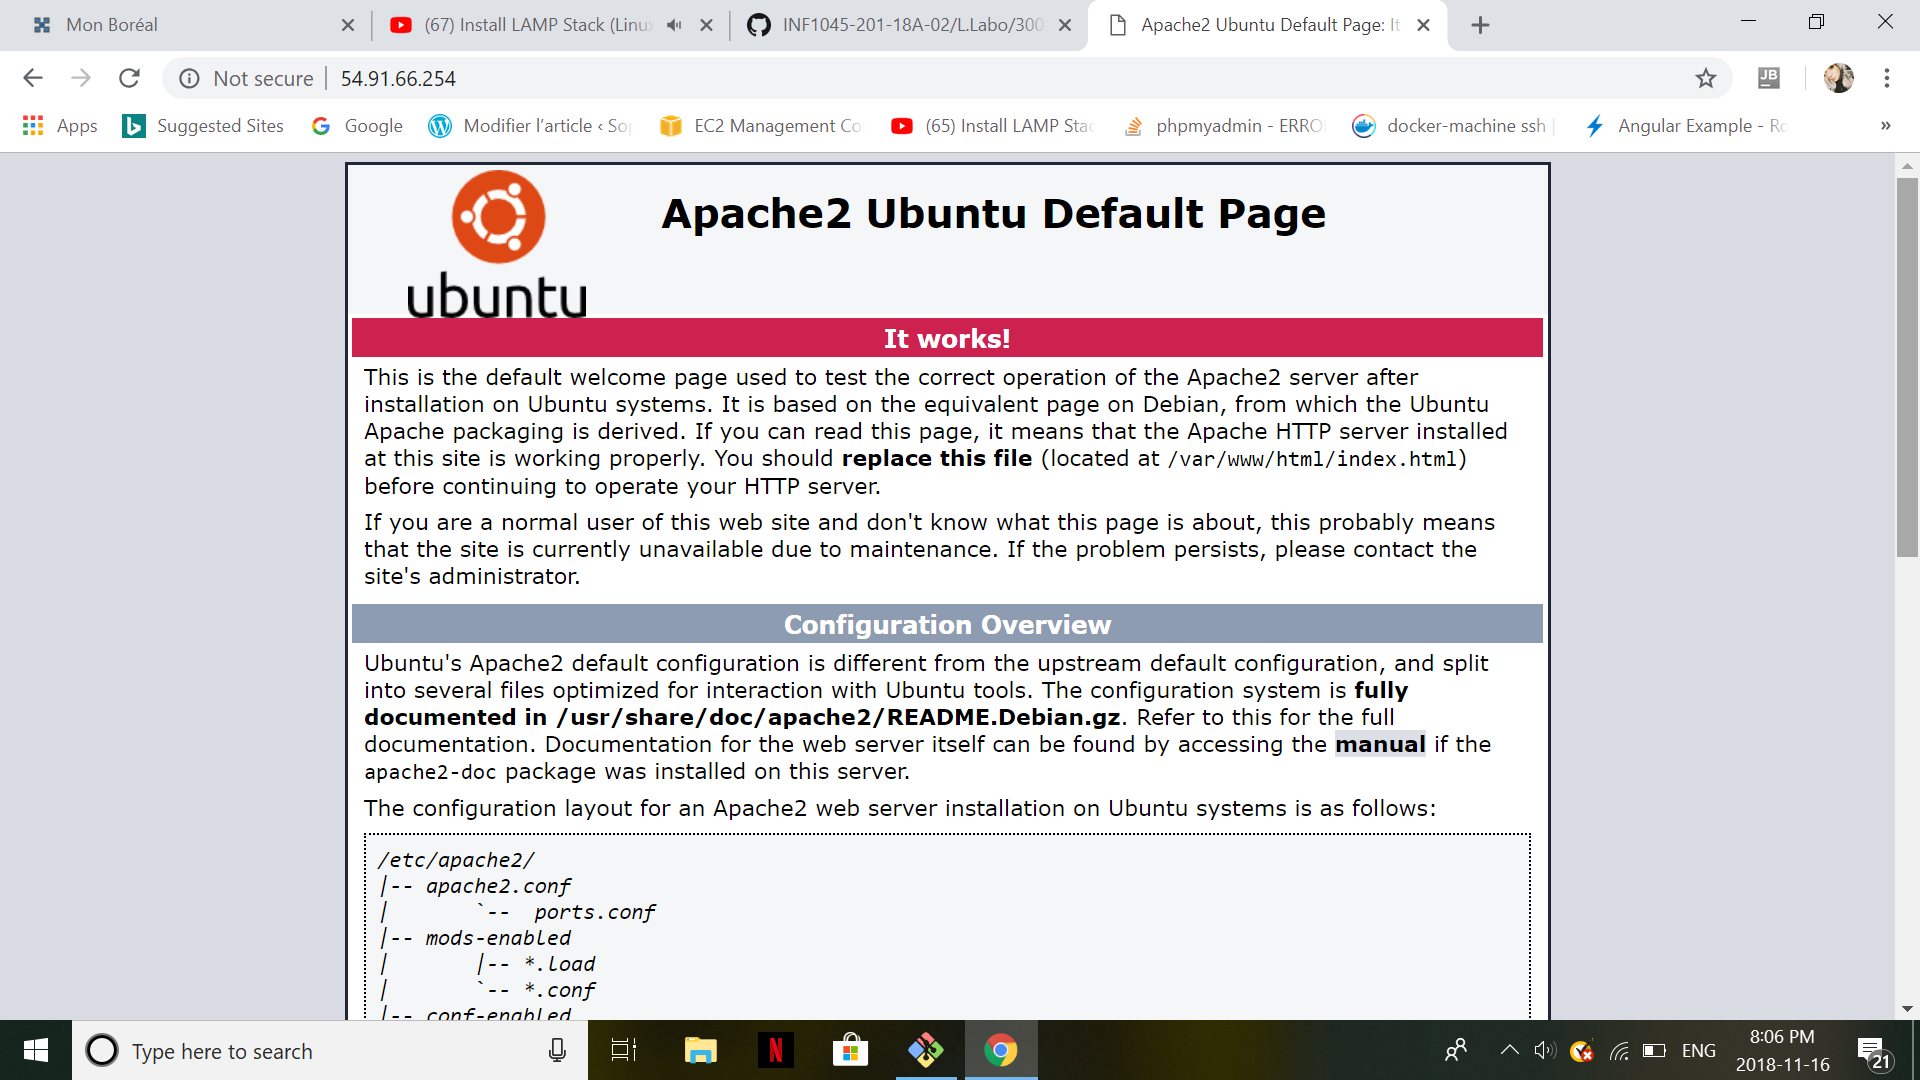 Mon Boréal
(67) Install LAMP Stack (Linux
INF1045-201-18A-02/L.Labo/300
Apache2 Ubuntu Default Page: It
Not secure
54.91.66.254
JB
Apps
Suggested Sites
Google
Modifier l'article ‹ Sop
EC2 Management Co
(65) Install LAMP Stac
phpmyadmin - ERRO
docker-machine ssh |
Angular Example - Ro
»
ubuntu
Apache2 Ubuntu Default Page
It works!
This is the default welcome page used to test the correct operation of the Apache2 server after
installation on Ubuntu systems. It is based on the equivalent page on Debian, from which the Ubuntu
Apache packaging is derived. If you can read this page, it means that the Apache HTTP server installed
at this site is working properly. You should replace this file (located at /var/www/html/index.html)
before continuing to operate your HTTP server.
If you are a normal user of this web site and don't know what this page is about, this probably means
that the site is currently unavailable due to maintenance. If the problem persists, please contact the
site's administrator.
Configuration Overview
Ubuntu's Apache2 default configuration is different from the upstream default configuration, and split
into several files optimized for interaction with Ubuntu tools. The configuration system is fully
documented in /usr/share/doc/apache2/README.Debian.gz. Refer to this for the full
documentation. Documentation for the web server itself can be found by accessing the manual if the
apache2-doc package was installed on this server.
The configuration layout for an Apache2 web server installation on Ubuntu systems is as follows:
/etc/apache2/
|-- apache2.conf
|       `--  ports.conf
|-- mods-enabled
|       |-- *.load
|       `-- *.conf
|-- conf-enabled
Type here to search
N
ENG
8:06 PM
2018-11-16
21